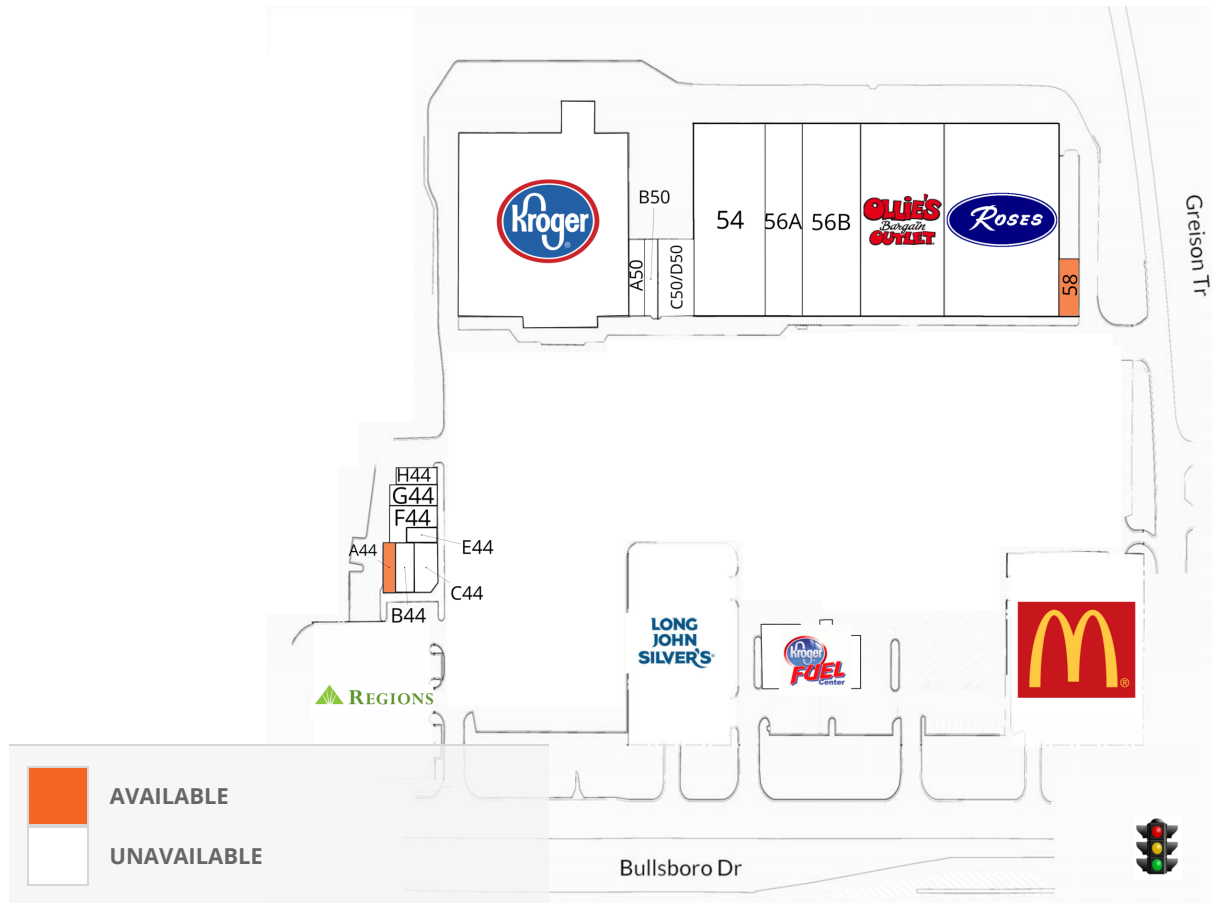 Kroger
®
B50
54
56A
56B
OLLIE'S
Bargain
OUTLET
ROSES
A50
C50/D50
58
Greison Tr
H44
G44
F44
A44
E44
C44
B44
LONG
JOHN
SILVER'S
Kroger
FUEL
Center
®
REGIONS
AVAILABLE
UNAVAILABLE
Bullsboro Dr